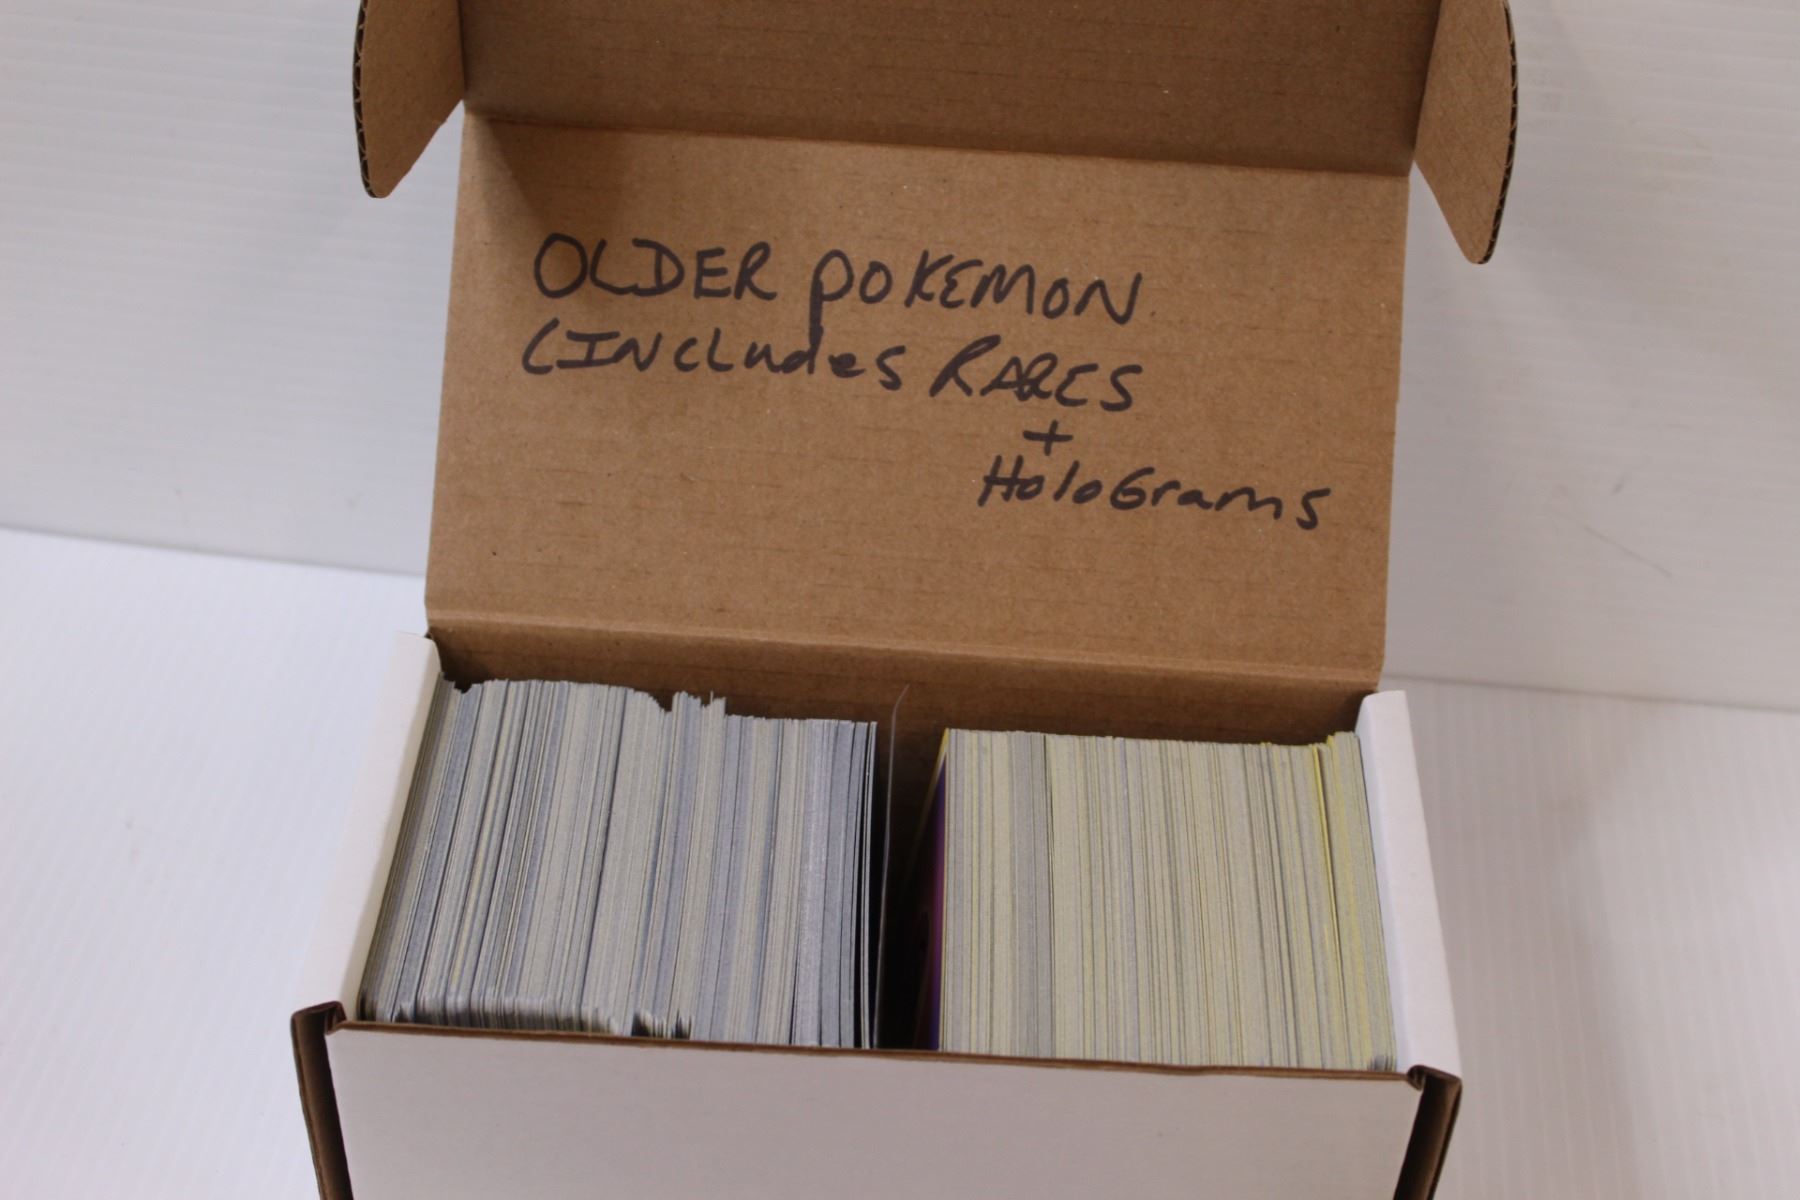 OLDER POKEMON
(INCLudes RARES
+
HoloGrams